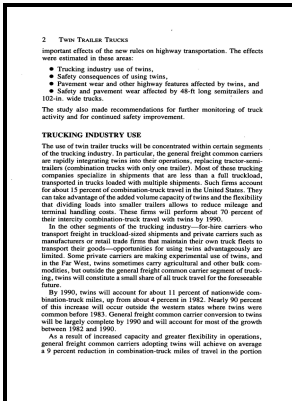 2 TWIN TRAILER TRUCKS
important effects of the new rules on highway transportation. The effects
were estimated in these areas:
● Trucking industry use of twins,
● Safety consequences of using twins,
● Pavement wear and other highway features affected by twins, and
● Safety and pavement wear affected by 48-ft long semitrailers and
102-in. wide trucks.
The study also made recommendations for further monitoring of truck
activity and for continued safety improvement.
TRUCKING INDUSTRY USE
The use of twin trailer trucks will be concentrated within certain segments
of the trucking industry. In particular, the general freight common carriers
are rapidly integrating twins into their operations, replacing tractor-semi-
trailers (combination trucks with only one trailer). Most of these trucking
companies specialize in shipments that are less than a full truckload,
transported in trucks loaded with multiple shipments. Such firms account
for about 15 percent of combination-truck travel in the United States. They
can take advantage of the added volume capacity of twins and the flexibility
that dividing loads into smaller trailers allows to reduce mileage and
terminal handling costs. These firms will perform about 70 percent of
their intercity combination-truck travel with twins by 1990.
In the other segments of the trucking industry—for-hire carriers who
transport freight in truckload-sized shipments and private carriers such as
manufacturers or retail trade firms that maintain their own truck fleets to
transport their goods—opportunities for using twins advantageously are
limited. Some private carriers are making experimental use of twins, and
in the Far West, twins sometimes carry agricultural and other bulk com-
modities, but outside the general freight common carrier segment of truck-
ing, twins will constitute a small share of all truck travel for the foreseeable
future.
By 1990, twins will account for about 11 percent of nationwide com-
bination-truck miles, up from about 4 percent in 1982. Nearly 90 percent
of this increase will occur outside the western states where twins were
common before 1983. General freight common carrier conversion to twins
will be largely complete by 1990 and will account for most of the growth
between 1982 and 1990.
As a result of increased capacity and greater flexibility in operations,
general freight common carriers adopting twins will achieve on average
a 9 percent reduction in combination-truck miles of travel in the portion